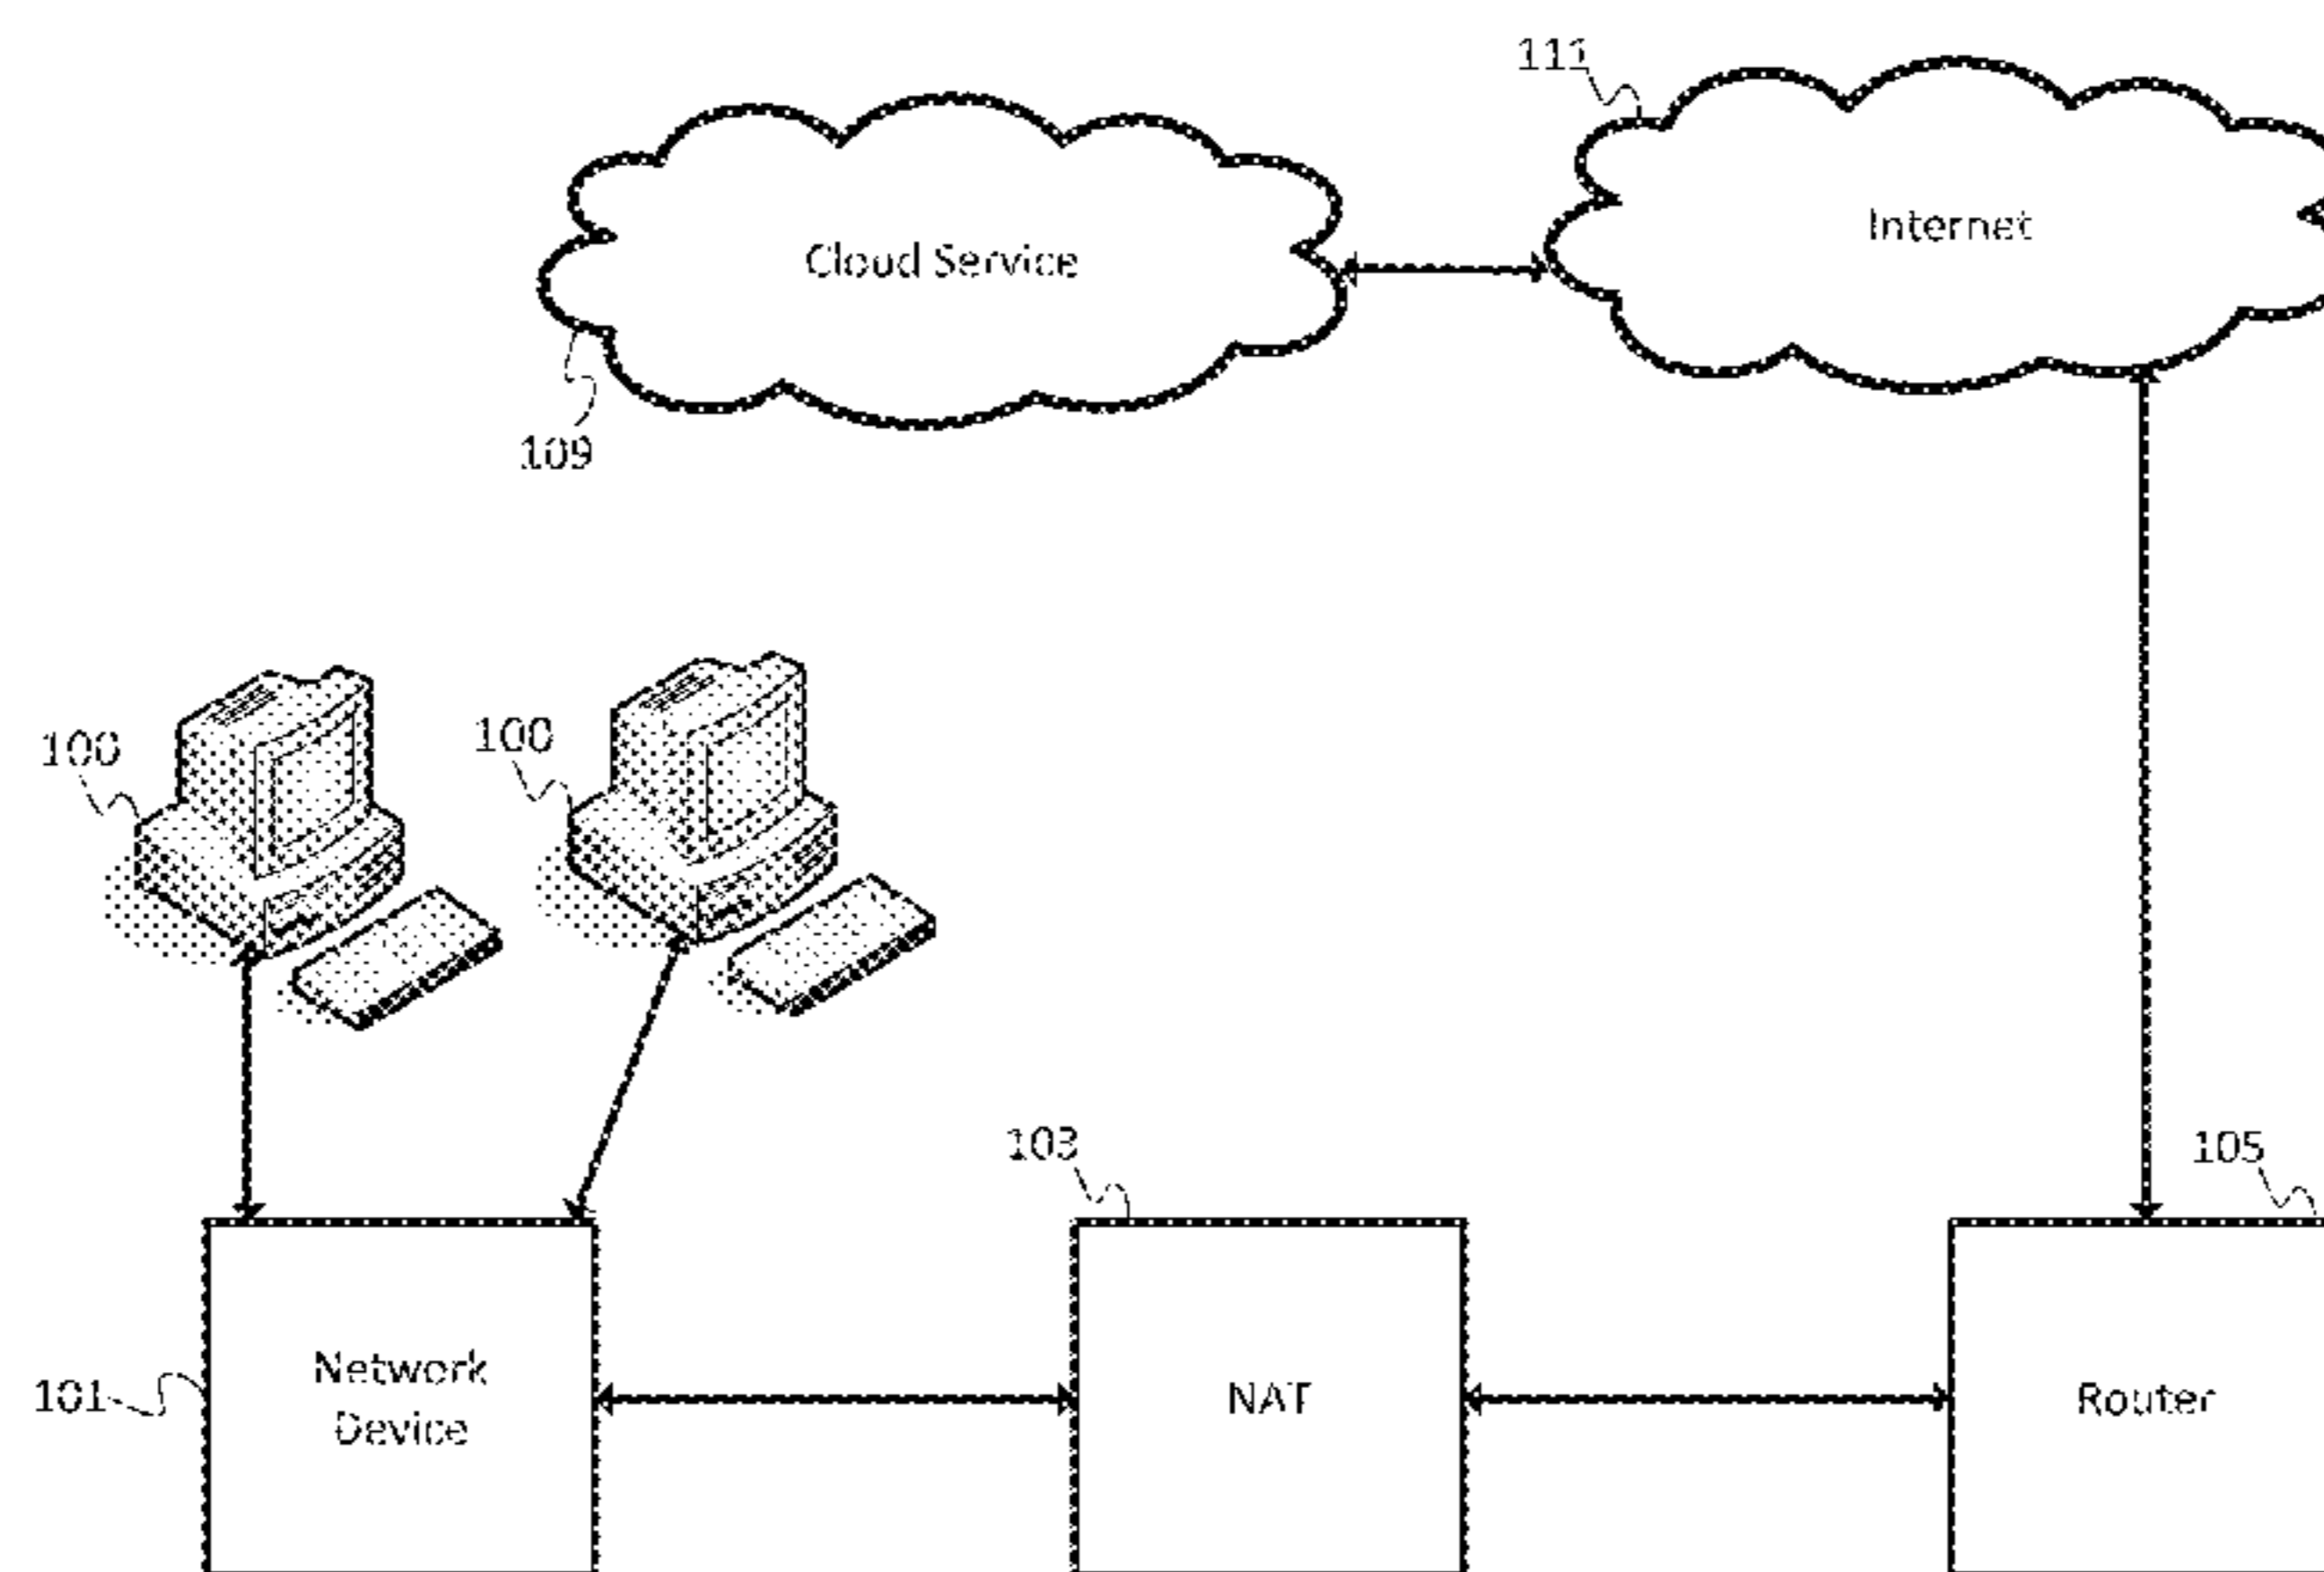 111
Internet
Cloud Service
109
100
100
103
105
Network
Device
101
NAT
Router